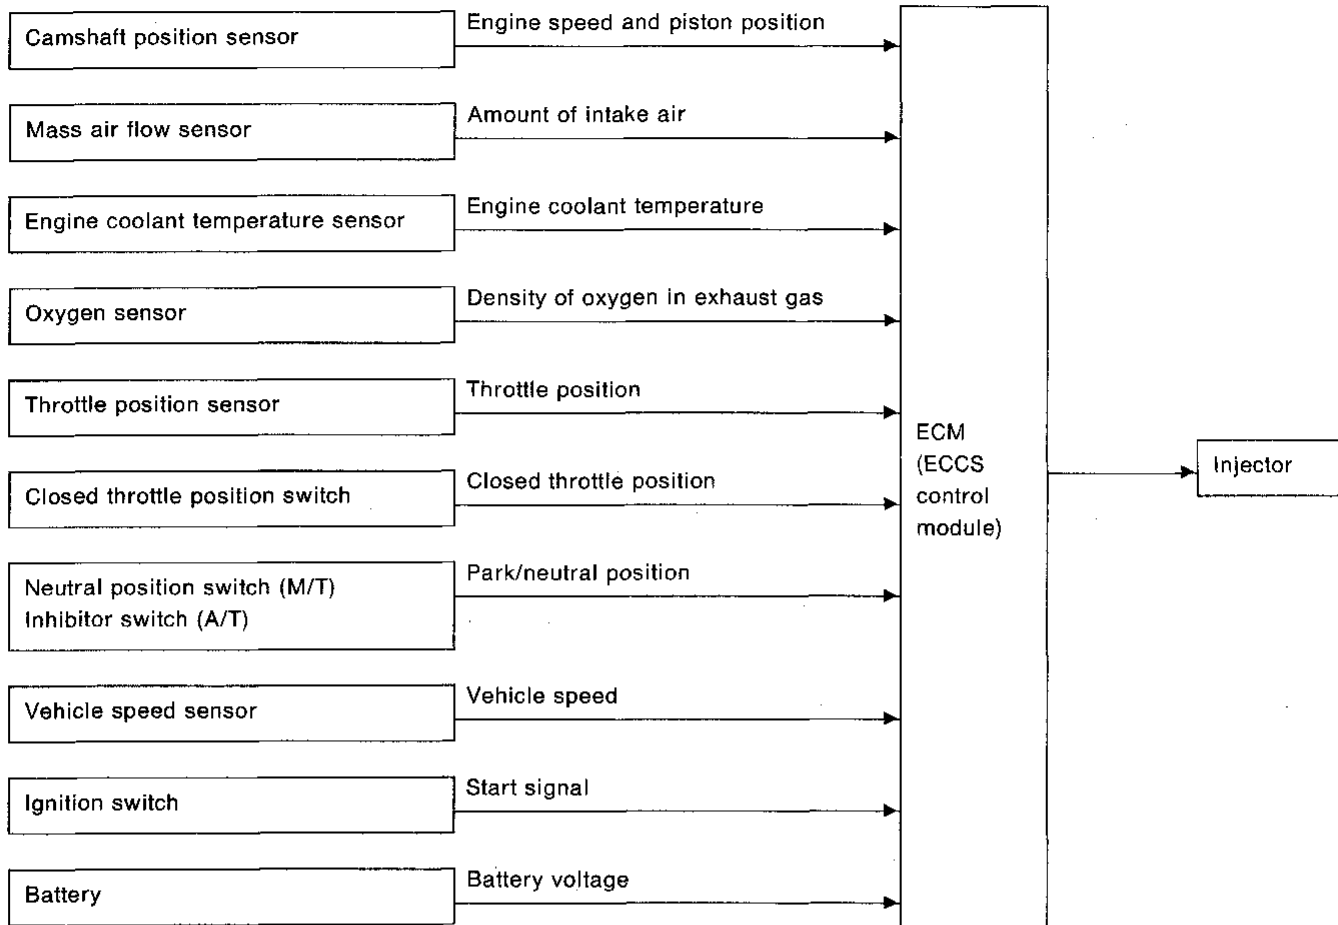 Camshaft position sensor
Engine speed and piston position
Mass air flow sensor
Amount of intake air
Engine coolant temperature sensor
Engine coolant temperature
Oxygen sensor
Density of oxygen in exhaust gas
Throttle position sensor
Throttle position
Closed throttle position switch
Closed throttle position
Neutral position switch (M/T)
Inhibitor switch (A/T)
Park/neutral position
Vehicle speed sensor
Vehicle speed
Ignition switch
Start signal
Battery
Battery voltage
ECM
(ECCS
control
module)
Injector